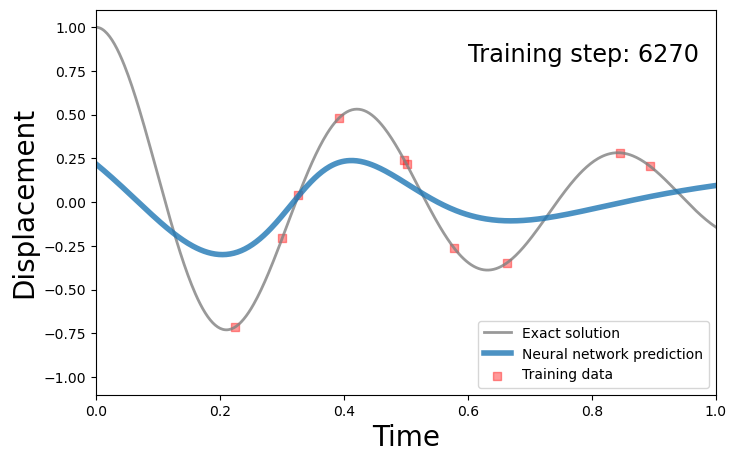 Training step: 6270
Displacement
1.00
0.75
0.50
0.25
0.00
−0.25
−0.50
−0.75
−1.00
Exact solution
Neural network prediction
Training data
0.0 0.2 0.4 0.6 0.8 1.0
Time